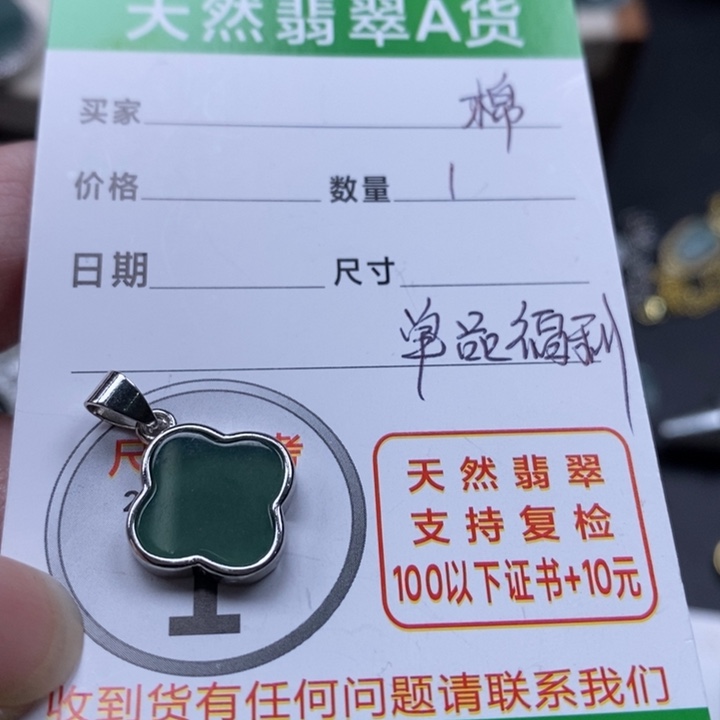 天然翡翠A货
买家 棉
价格 数量 1
日期 尺寸
单品福利
尺 考
天然翡翠
支持复检
100以下证书+10元
收到货有任何问题请联系我们